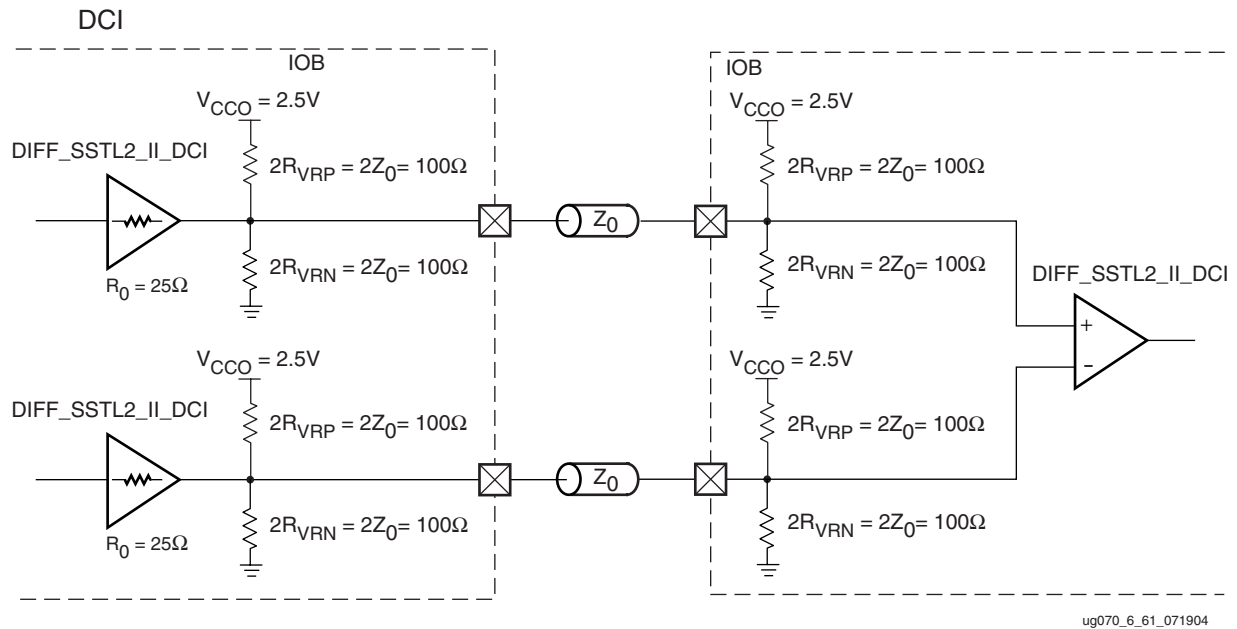 DCI
IOB
V_CCO = 2.5V
DIFF_SSTL2_II_DCI
2R_VRP = 2Z_0 = 100Ω
2R_VRN = 2Z_0 = 100Ω
R_0 = 25Ω
V_CCO = 2.5V
DIFF_SSTL2_II_DCI
2R_VRP = 2Z_0 = 100Ω
2R_VRN = 2Z_0 = 100Ω
R_0 = 25Ω
Z_0
Z_0
IOB
V_CCO = 2.5V
2R_VRP = 2Z_0 = 100Ω
2R_VRN = 2Z_0 = 100Ω
DIFF_SSTL2_II_DCI
+
–
V_CCO = 2.5V
2R_VRP = 2Z_0 = 100Ω
2R_VRN = 2Z_0 = 100Ω
ug070_6_61_071904